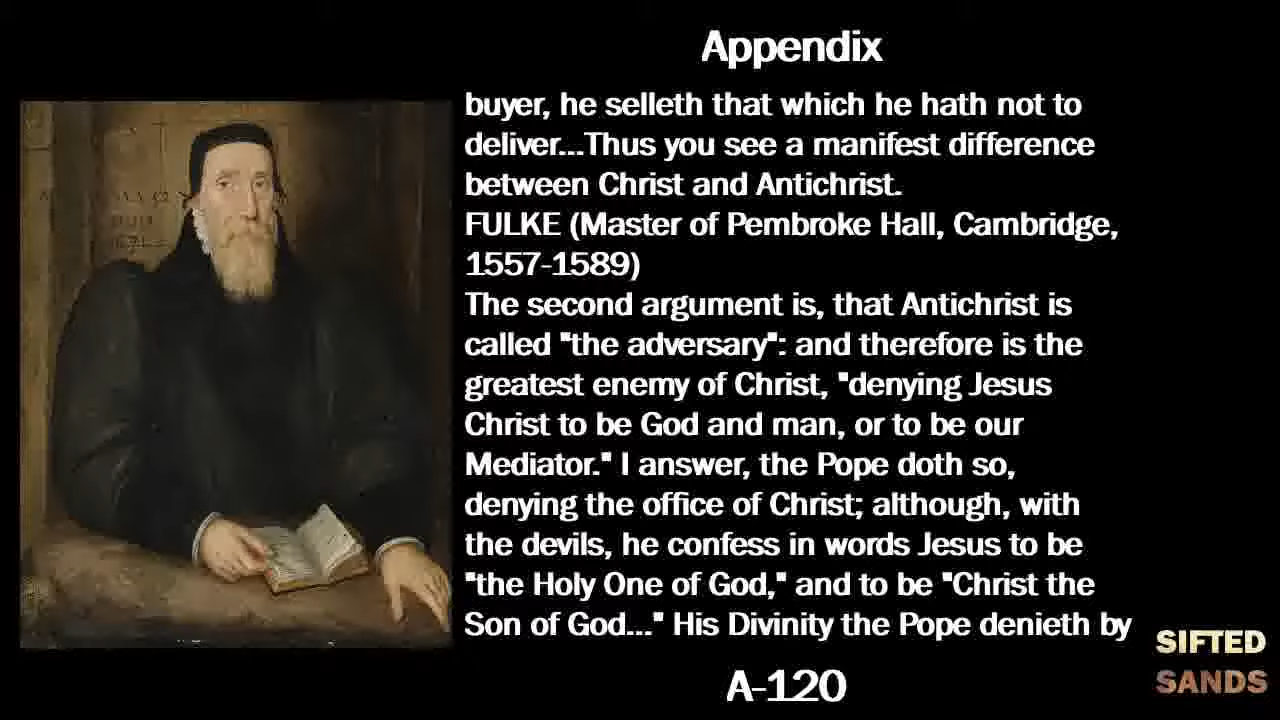 Appendix
buyer, he selleth that which he hath not to
deliver...Thus you see a manifest difference
between Christ and Antichrist.
FULKE (Master of Pembroke Hall, Cambridge,
1557-1589)
The second argument is, that Antichrist is
called "the adversary": and therefore is the
greatest enemy of Christ, "denying Jesus
Christ to be God and man, or to be our
Mediator." I answer, the Pope doth so,
denying the office of Christ; although, with
the devils, he confess in words Jesus to be
"the Holy One of God," and to be "Christ the
Son of God..." His Divinity the Pope denieth by
A-120
SIFTED
SANDS